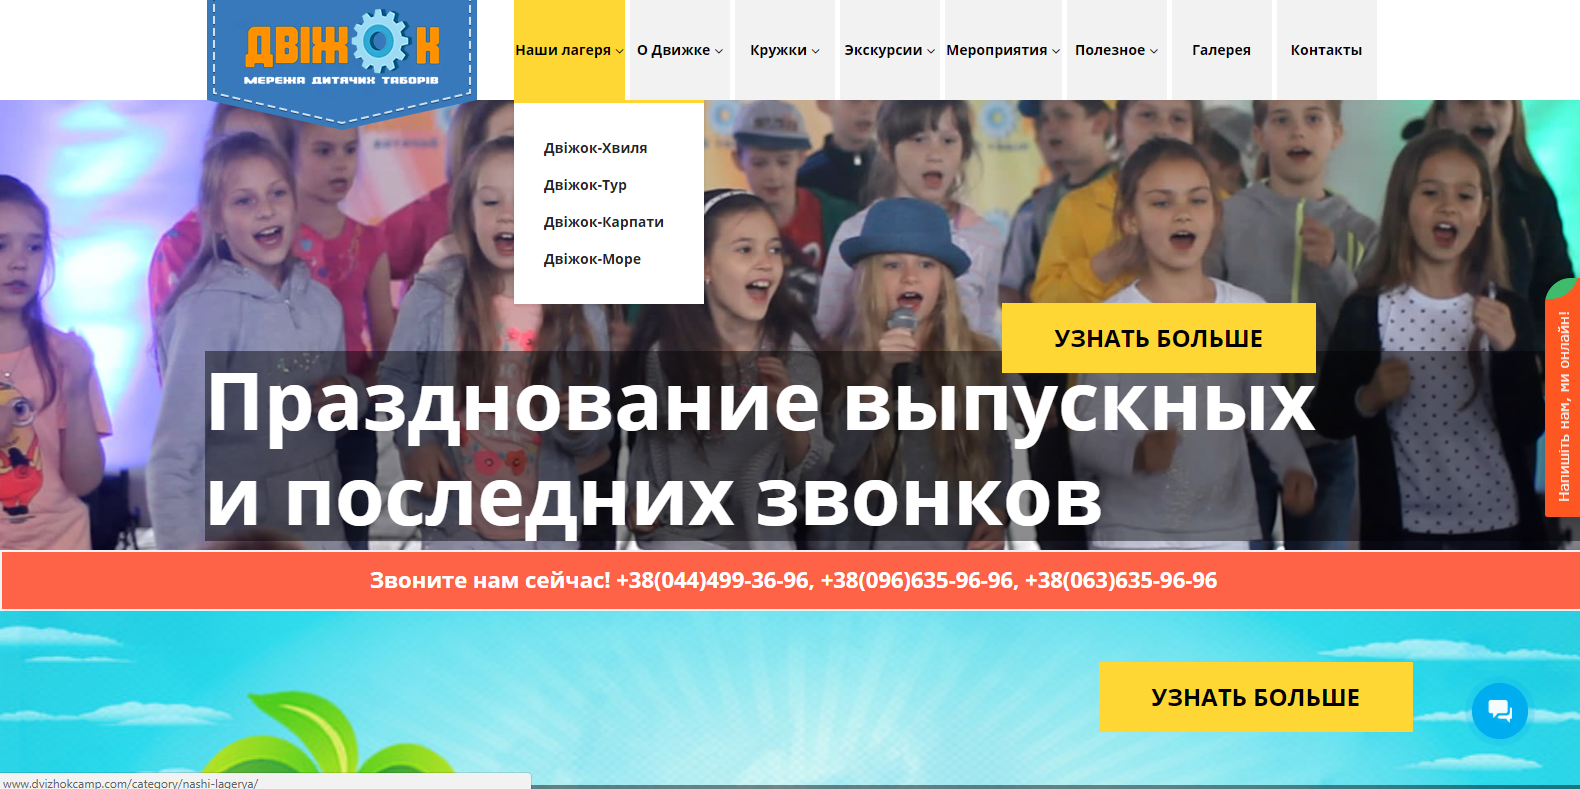 ДВІЖОК
МЕРЕЖА ДИТЯЧИХ ТАБОРІВ
Наши лагеря
О Движке
Кружки
Экскурсии
Мероприятия
Полезное
Галерея
Контакты
Двіжок-Хвиля
Двіжок-Тур
Двіжок-Карпати
Двіжок-Море
УЗНАТЬ БОЛЬШЕ
Празднование выпускных
и последних звонков
Напишіть нам, ми онлайн!
Звоните нам сейчас! +38(044)499-36-96, +38(096)635-96-96, +38(063)635-96-96
УЗНАТЬ БОЛЬШЕ
www.dvizhokcamp.com/category/nashi-lagerya/